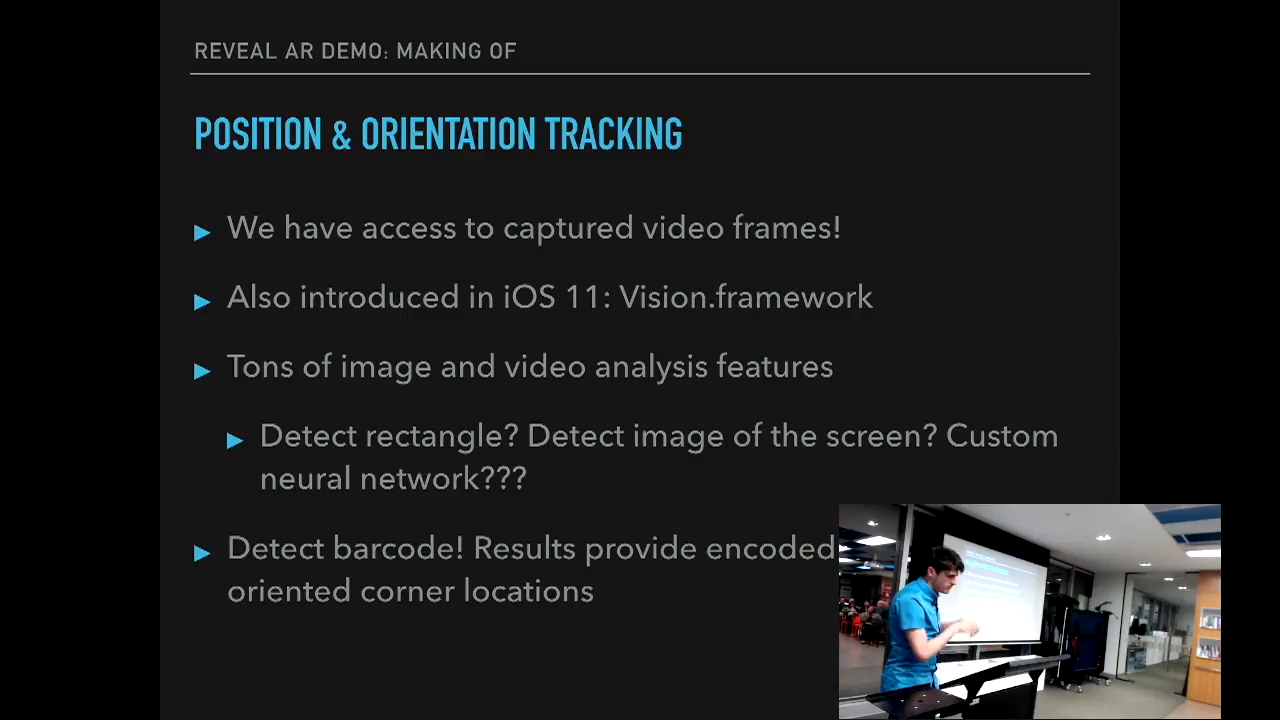 REVEAL AR DEMO: MAKING OF
POSITION & ORIENTATION TRACKING
We have access to captured video frames!
Also introduced in iOS 11: Vision.framework
Tons of image and video analysis features
Detect rectangle? Detect image of the screen? Custom
neural network???
Detect barcode! Results provide encoded
oriented corner locations